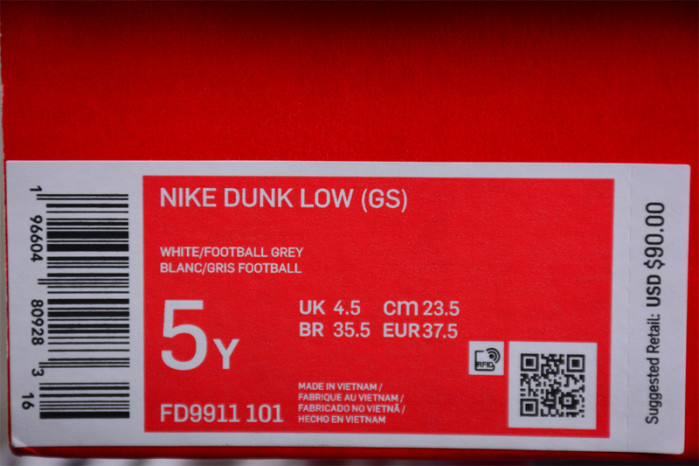 NIKE DUNK LOW (GS)
WHITE/FOOTBALL GREY
BLANC/GRIS FOOTBALL
5Y
UK 4.5 cm 23.5
BR 35.5 EUR 37.5
FD9911 101
MADE IN VIETNAM /
FABRIQUE AU VIETNAM /
FABRICADO NO VIETNÃ /
HECHO EN VIETNAM
RFID
1 96604 80928 3 16
Suggested Retail: USD $90.00